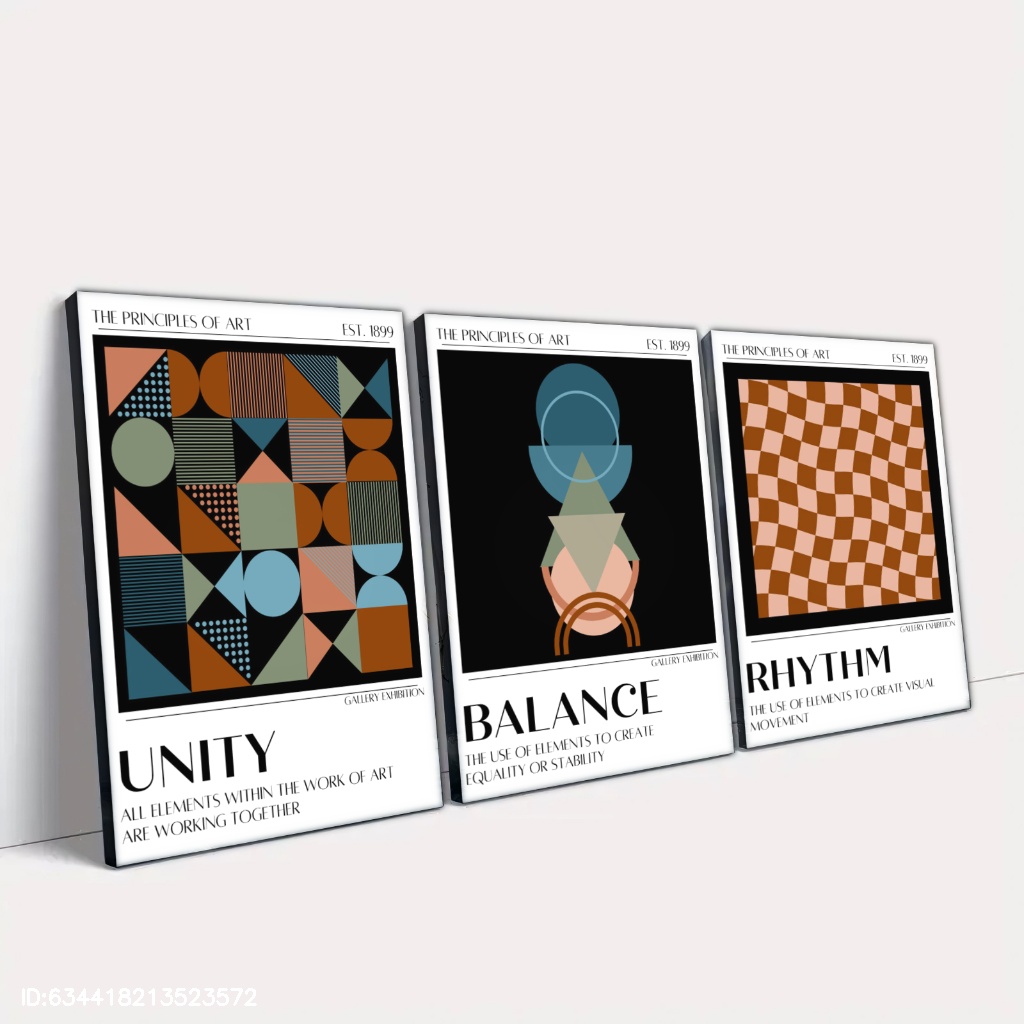 THE PRINCIPLES OF ART
EST. 1899
GALLERY EXHIBITION
UNITY
ALL ELEMENTS WITHIN THE WORK OF ART
ARE WORKING TOGETHER
THE PRINCIPLES OF ART
EST. 1899
GALLERY EXHIBITION
BALANCE
THE USE OF ELEMENTS TO CREATE
EQUALITY OR STABILITY
THE PRINCIPLES OF ART
EST. 1899
GALLERY EXHIBITION
RHYTHM
THE USE OF ELEMENTS TO CREATE VISUAL
MOVEMENT
ID:634418213523572